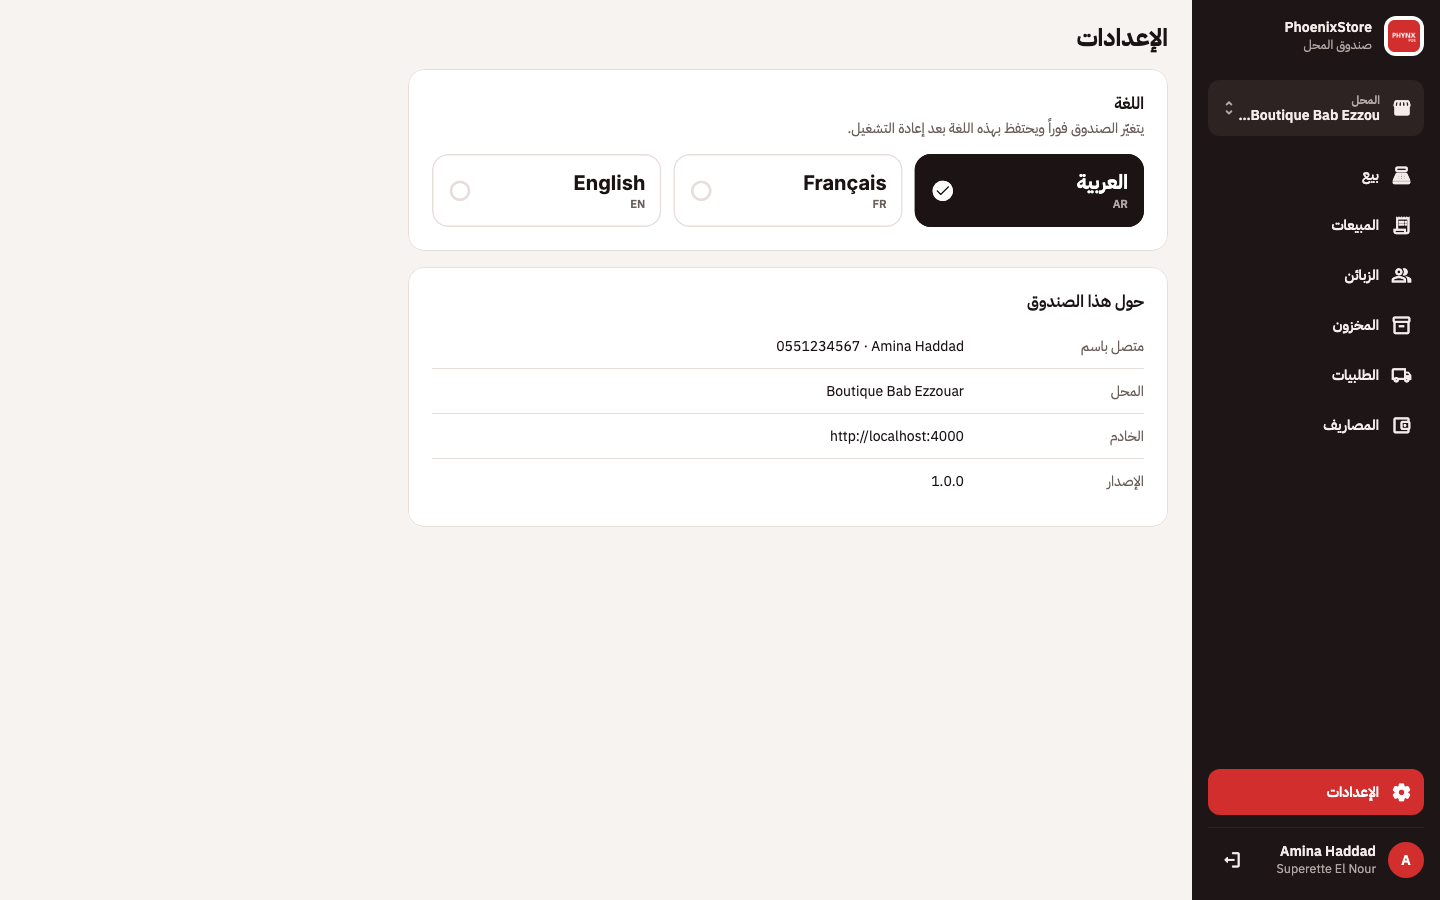 PHYNX
POS
PhoenixStore
صندوق المحل
المحل
Boutique Bab Ezzou...
بيع
المبيعات
الزبائن
المخزون
الطلبيات
المصاريف
الإعدادات
A
Amina Haddad
Superette El Nour
الإعدادات
اللغة
يتغيّر الصندوق فوراً ويحتفظ بهذه اللغة بعد إعادة التشغيل.
العربية
AR
Français
FR
English
EN
حول هذا الصندوق
متصل باسم
0551234567 · Amina Haddad
المحل
Boutique Bab Ezzouar
الخادم
http://localhost:4000
الإصدار
1.0.0